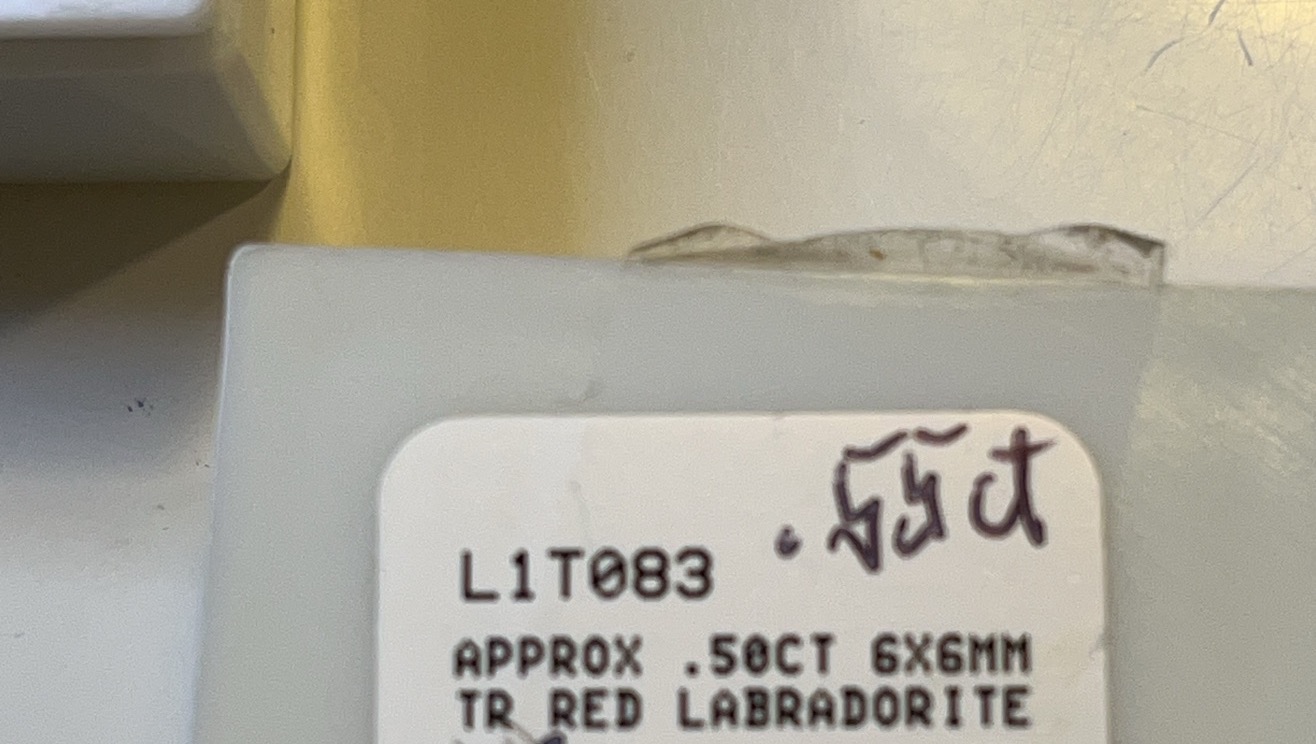 .55ct
L1T083
APPROX .50CT 6X6MM
TR RED LABRADORITE